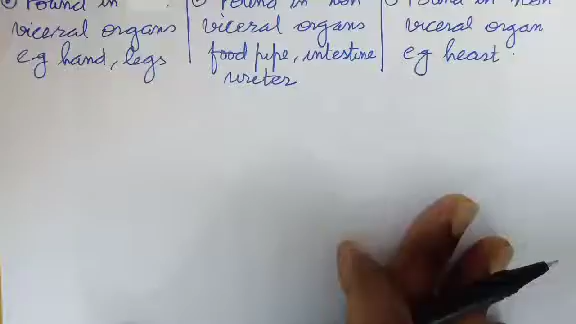 Found in
Found in non
Found in non
viceral organs
viceral organs
viceral organ
e.g hand, legs
food pipe, intestine
eg heart.
ureter